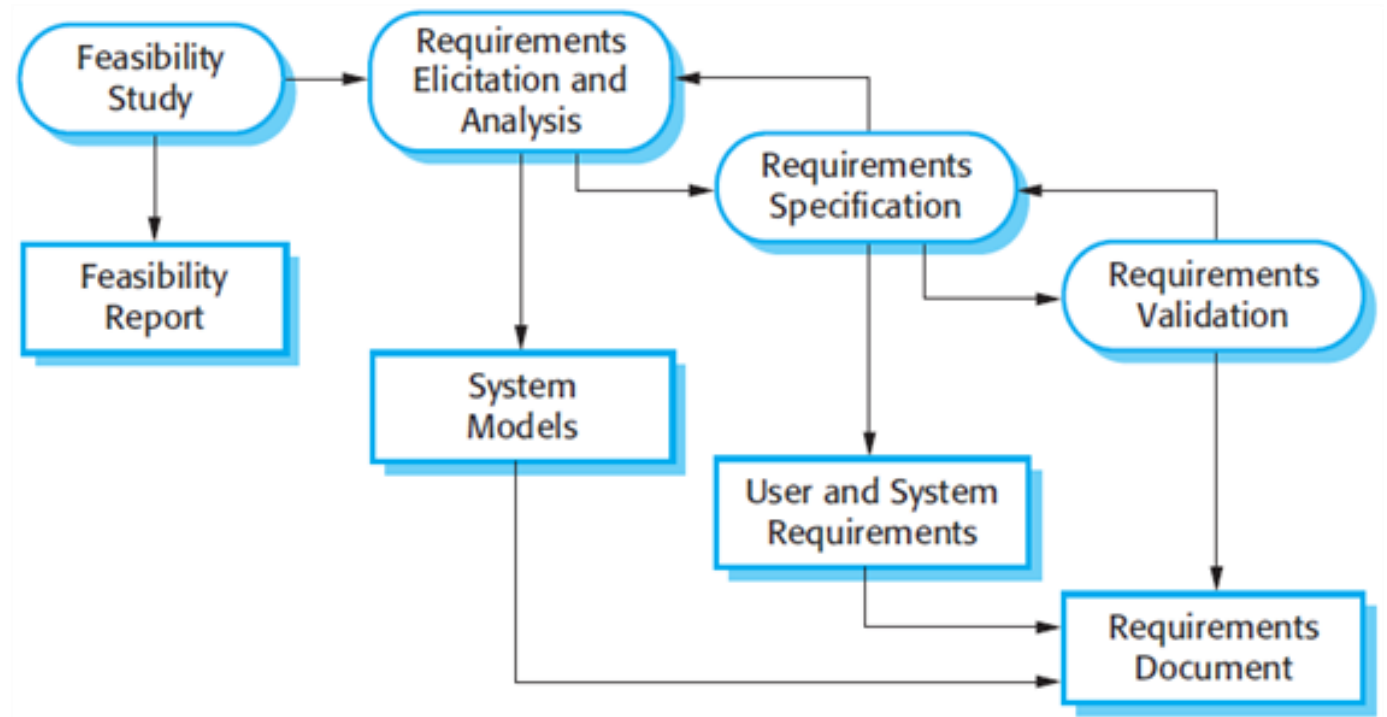 Feasibility
Study
Requirements
Elicitation and
Analysis
Requirements
Specification
Requirements
Validation
Feasibility
Report
System
Models
User and System
Requirements
Requirements
Document